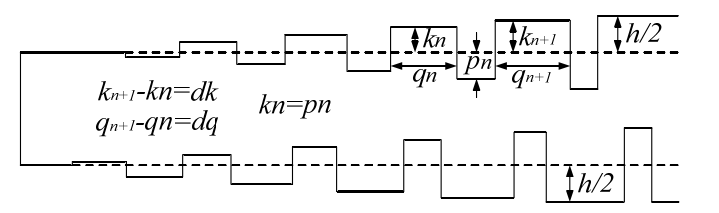 kn
kn+1
h/2
pn
qn
qn+1
kn+1-kn=dk
kn=pn
qn+1-qn=dq
h/2